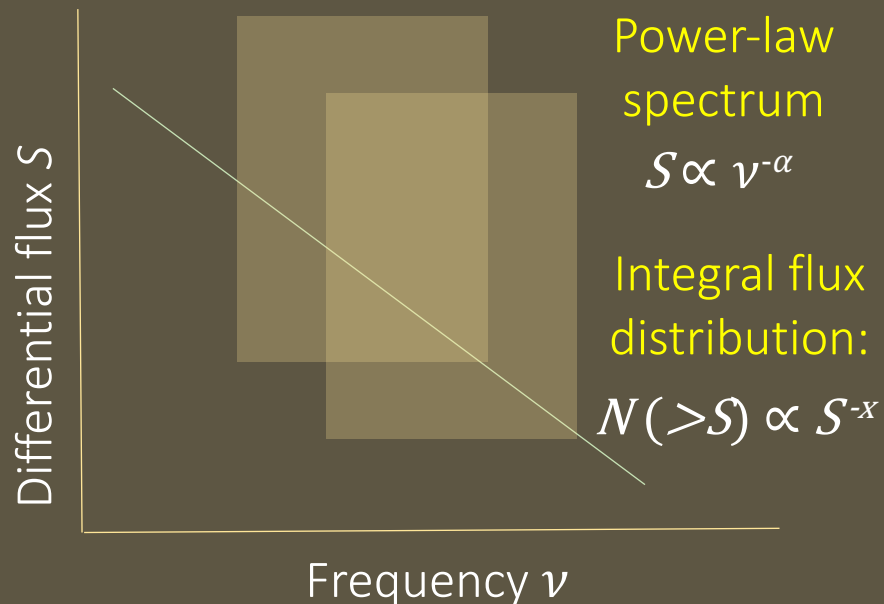 Power-law
spectrum
S ∝ ν^-α
Integral flux
distribution:
N (>S) ∝ S^-x
Differential flux S
Frequency ν